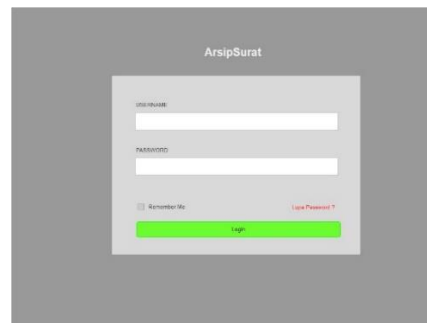 ArsipSurat
USERNAME
PASSWORD
Remember Me
Lupa Password ?
Login